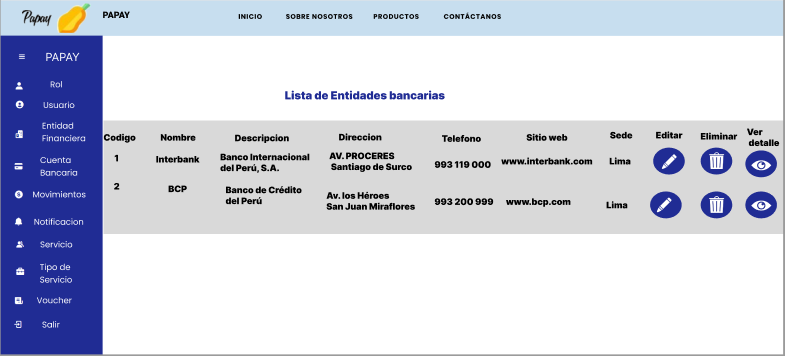 Papay PAPAY INICIO SOBRE NOSOTROS PRODUCTOS CONTÁCTANOS
PAPAY
Rol
Usuario
Entidad
Financiera
Cuenta
Bancaria
Movimientos
Notificacion
Servicio
Tipo de
Servicio
Voucher
Salir
Lista de Entidades bancarias
Codigo Nombre Descripcion Direccion Telefono Sitio web Sede Editar Eliminar Ver
detalle
1 Interbank Banco Internacional AV. PROCERES 993 119 000 www.interbank.com Lima
del Perú, S.A. Santiago de Surco
2 BCP Banco de Crédito Av. los Héroes 993 200 999 www.bcp.com Lima
del Perú San Juan Miraflores